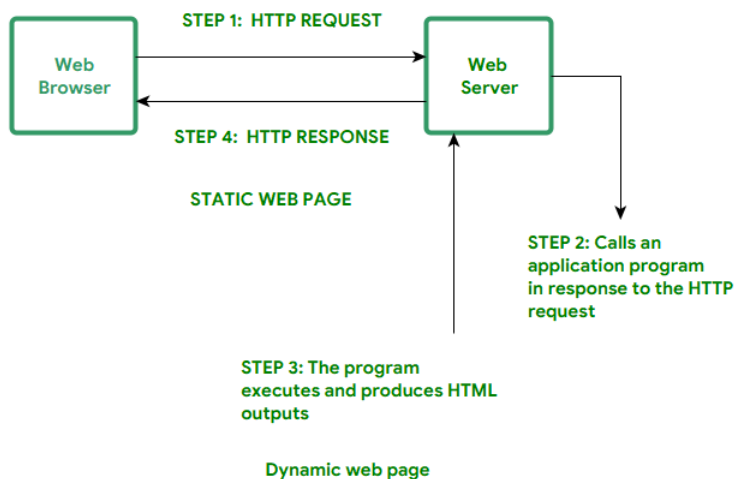 STEP 1: HTTP REQUEST
Web
Browser
Web
Server
STEP 4: HTTP RESPONSE
STATIC WEB PAGE
STEP 2: Calls an
application program
in response to the HTTP
request
STEP 3: The program
executes and produces HTML
outputs
Dynamic web page